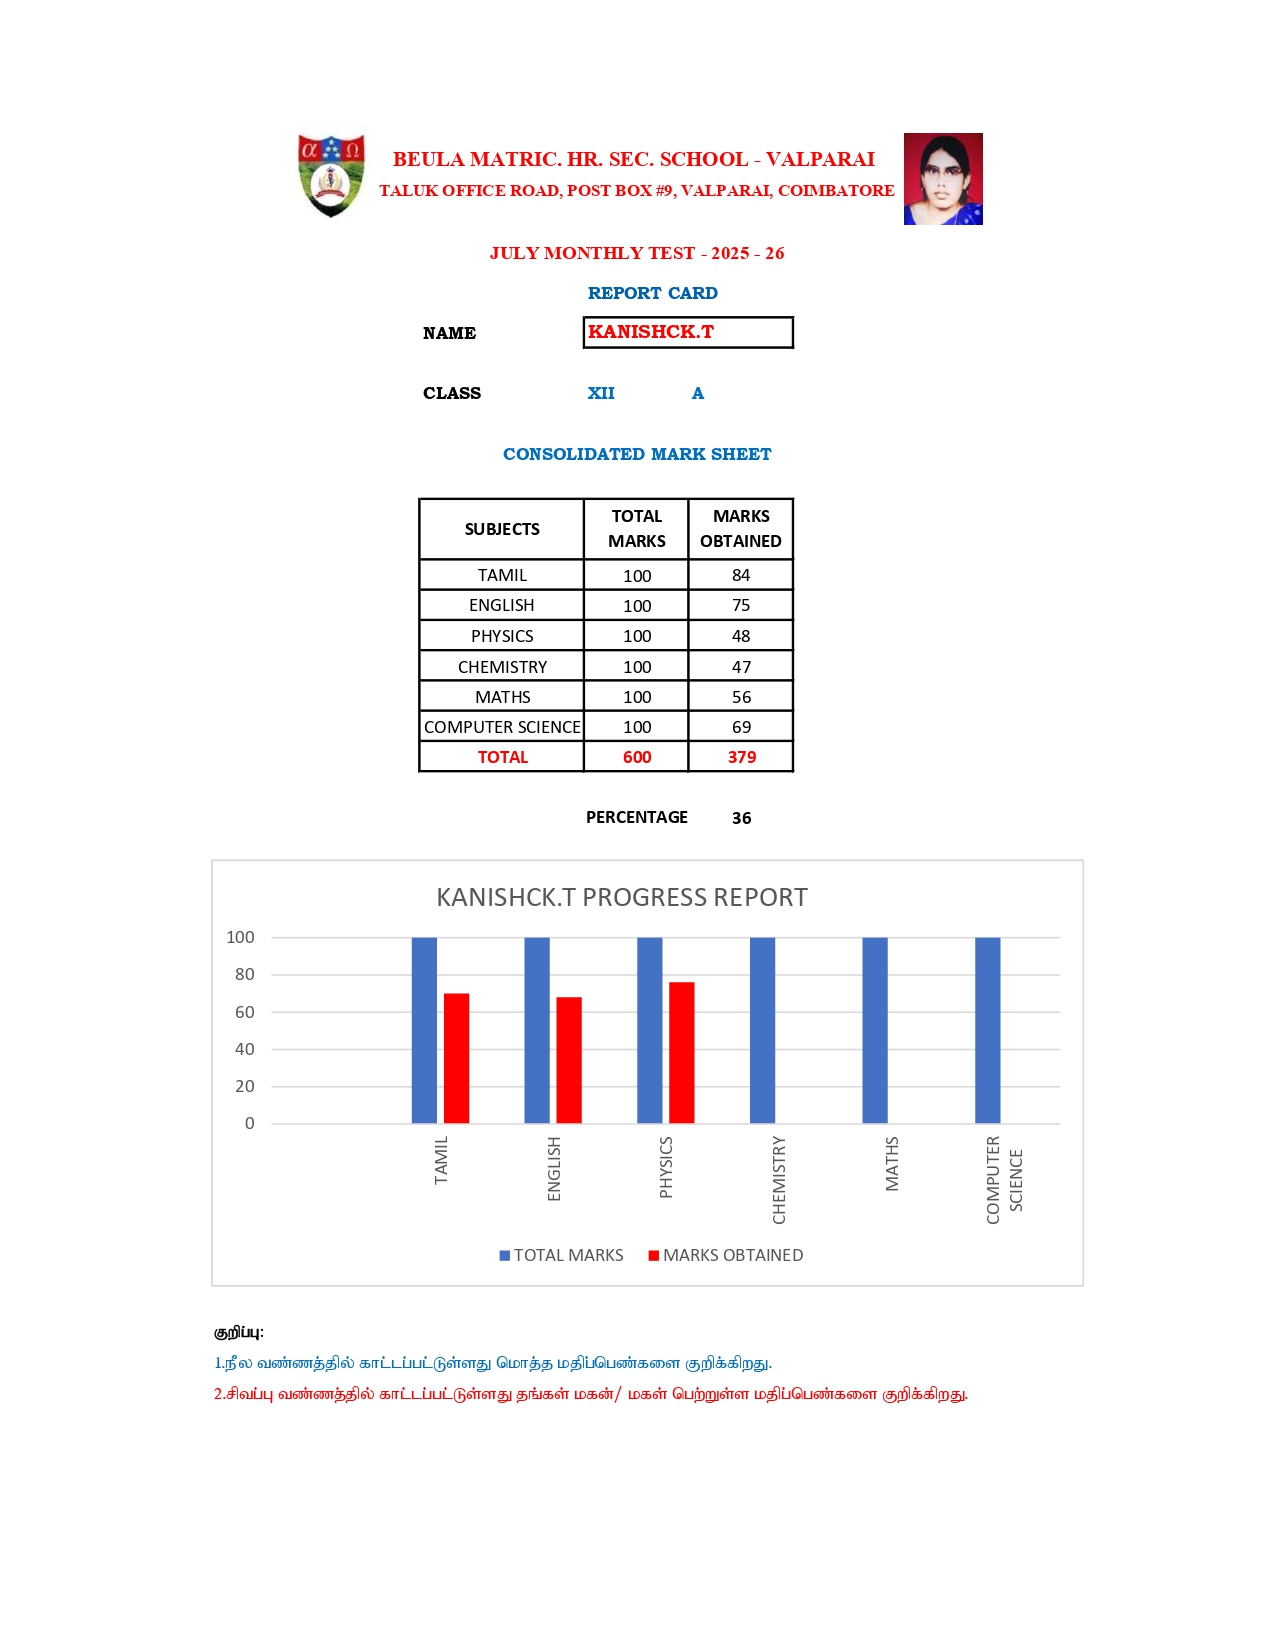 α Ω
BEULA MATRIC. HR. SEC. SCHOOL - VALPARAI
TALUK OFFICE ROAD, POST BOX #9, VALPARAI, COIMBATORE
JULY MONTHLY TEST - 2025 - 26
REPORT CARD
NAME KANISHCK.T
CLASS XII A
CONSOLIDATED MARK SHEET
SUBJECTS TOTAL MARKS MARKS OBTAINED
TAMIL 100 84
ENGLISH 100 75
PHYSICS 100 48
CHEMISTRY 100 47
MATHS 100 56
COMPUTER SCIENCE 100 69
TOTAL 600 379
PERCENTAGE 36
KANISHCK.T PROGRESS REPORT
100
80
60
40
20
0
TAMIL ENGLISH PHYSICS CHEMISTRY MATHS COMPUTER SCIENCE
TOTAL MARKS MARKS OBTAINED
குறிப்பு:
1.நீல வண்ணத்தில் காட்டப்பட்டுள்ளது மொத்த மதிப்பெண்களை குறிக்கிறது.
2.சிவப்பு வண்ணத்தில் காட்டப்பட்டுள்ளது தங்கள் மகன்/ மகள் பெற்றுள்ள மதிப்பெண்களை குறிக்கிறது.